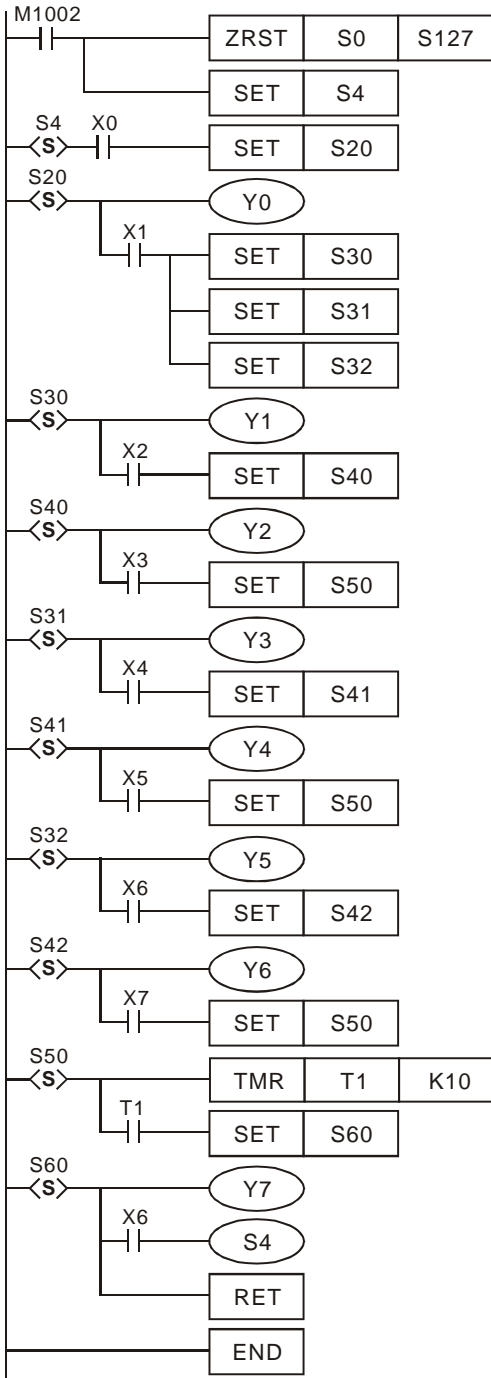 M1002
ZRST S0 S127
SET S4
S4 X0
S SET S20
S20
S Y0
X1
SET S30
SET S31
SET S32
S30
S Y1
X2
SET S40
S40
S Y2
X3
SET S50
S31
S Y3
X4
SET S41
S41
S Y4
X5
SET S50
S32
S Y5
X6
SET S42
S42
S Y6
X7
SET S50
S50
S TMR T1 K10
T1
SET S60
S60
S Y7
X6
S4
RET
END